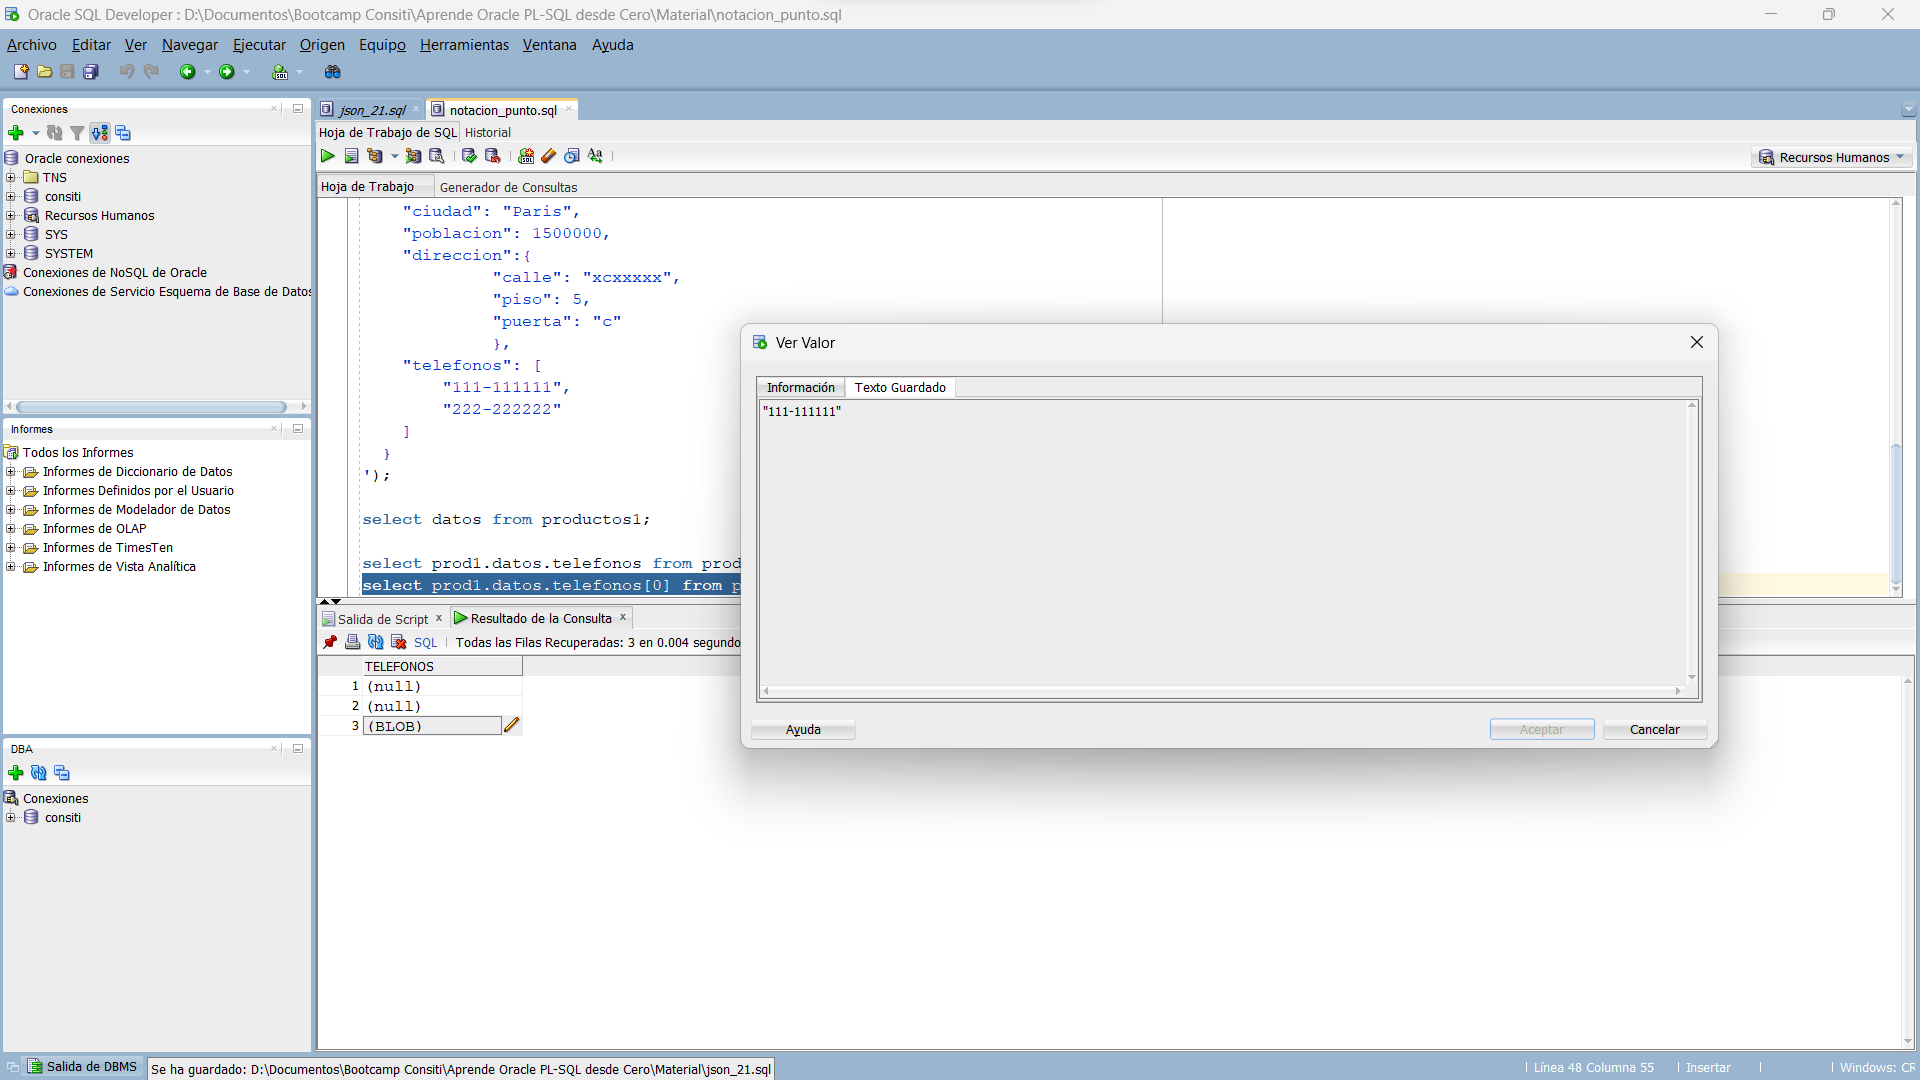 Oracle SQL Developer : D:\Documentos\Bootcamp Consiti\Aprende Oracle PL-SQL desde Cero\Material\notacion_punto.sql
Archivo Editar Ver Navegar Ejecutar Origen Equipo Herramientas Ventana Ayuda
Conexiones
Oracle conexiones
TNS
consiti
Recursos Humanos
SYS
SYSTEM
Conexiones de NoSQL de Oracle
Conexiones de Servicio Esquema de Base de Datos
Informes
Todos los Informes
Informes de Diccionario de Datos
Informes Definidos por el Usuario
Informes de Modelador de Datos
Informes de OLAP
Informes de TimesTen
Informes de Vista Analítica
DBA
Conexiones
consiti
json_21.sql
notacion_punto.sql
Hoja de Trabajo de SQL Historial
Recursos Humanos
Hoja de Trabajo Generador de Consultas
"ciudad": "Paris",
"poblacion": 1500000,
"direccion":{
"calle": "xcxxxxx",
"piso": 5,
"puerta": "c"
},
"telefonos": [
"111-111111",
"222-222222"
]
}
');
select datos from productos1;
select prod1.datos.telefonos from prod
select prod1.datos.telefonos[0] from p
Salida de Script
Resultado de la Consulta
SQL
Todas las Filas Recuperadas: 3 en 0.004 segundo
TELEFONOS
1 (null)
2 (null)
3 (BLOB)
Ver Valor
Información Texto Guardado
"111-111111"
Ayuda
Aceptar
Cancelar
Salida de DBMS
Se ha guardado: D:\Documentos\Bootcamp Consiti\Aprende Oracle PL-SQL desde Cero\Material\json_21.sql
Línea 48 Columna 55
Insertar
Windows: CR